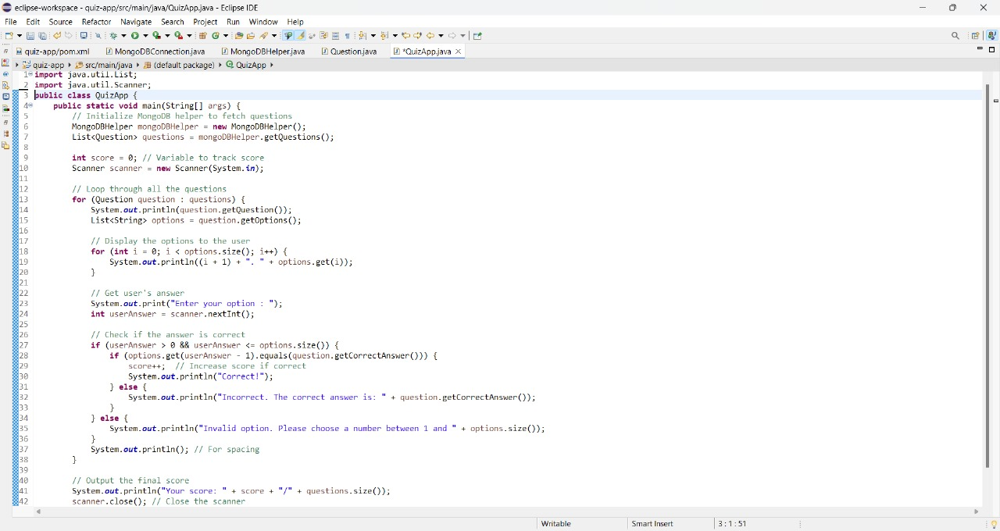 eclipse-workspace - quiz-app/src/main/java/QuizApp.java - Eclipse IDE
File Edit Source Refactor Navigate Search Project Run Window Help
quiz-app/pom.xml MongoDBConnection.java MongoDBHelper.java Question.java *QuizApp.java
quiz-app src/main/java (default package) QuizApp
1 import java.util.List;
2 import java.util.Scanner;
3 public class QuizApp {
4 public static void main(String[] args) {
5 // Initialize MongoDB helper to fetch questions
6 MongoDBHelper mongoDBHelper = new MongoDBHelper();
7 List<Question> questions = mongoDBHelper.getQuestions();
8
9 int score = 0; // Variable to track score
10 Scanner scanner = new Scanner(System.in);
11
12 // Loop through all the questions
13 for (Question question : questions) {
14 System.out.println(question.getQuestion());
15 List<String> options = question.getOptions();
16
17 // Display the options to the user
18 for (int i = 0; i < options.size(); i++) {
19 System.out.println((i + 1) + ". " + options.get(i));
20 }
21
22 // Get user's answer
23 System.out.print("Enter your option : ");
24 int userAnswer = scanner.nextInt();
25
26 // Check if the answer is correct
27 if (userAnswer > 0 && userAnswer <= options.size()) {
28 if (options.get(userAnswer - 1).equals(question.getCorrectAnswer())) {
29 score++; // Increase score if correct
30 System.out.println("Correct!");
31 } else {
32 System.out.println("Incorrect. The correct answer is: " + question.getCorrectAnswer());
33 }
34 } else {
35 System.out.println("Invalid option. Please choose a number between 1 and " + options.size());
36 }
37 System.out.println(); // For spacing
38 }
39
40 // Output the final score
41 System.out.println("Your score: " + score + "/" + questions.size());
42 scanner.close(); // Close the scanner
Writable Smart Insert 3 : 1 : 51